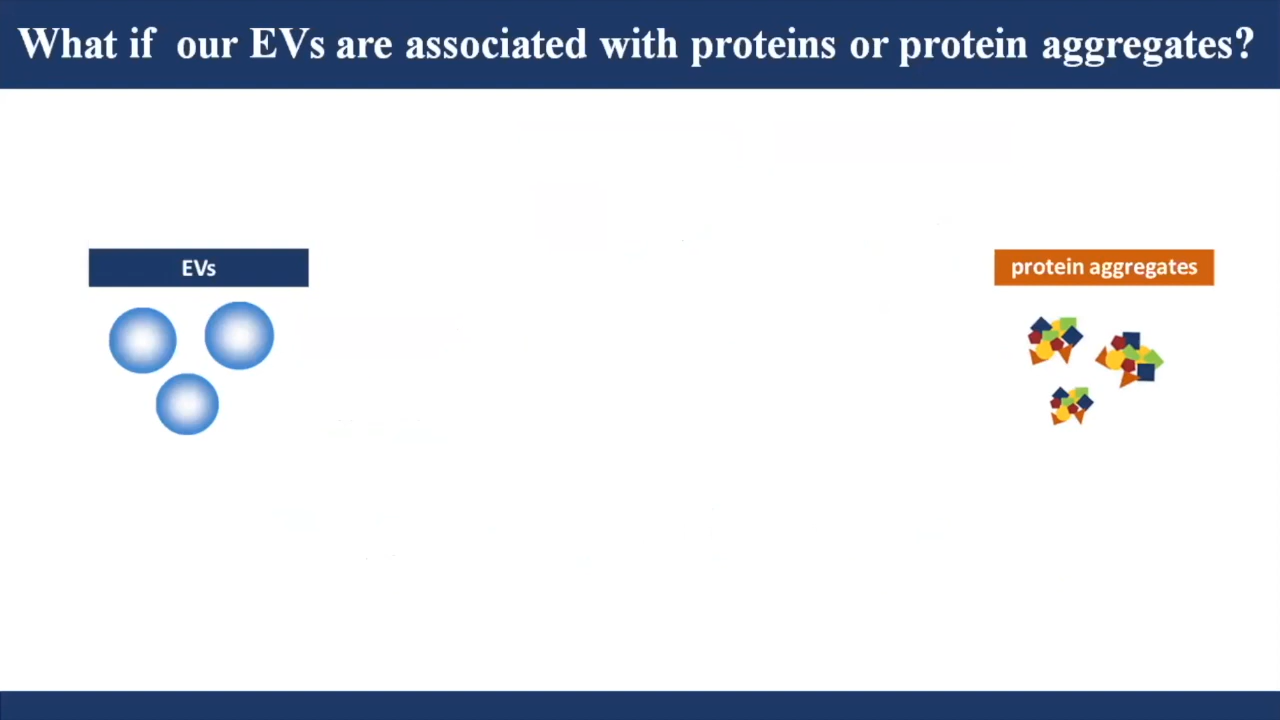 What if our EVs are associated with proteins or protein aggregates?
EVs
protein aggregates